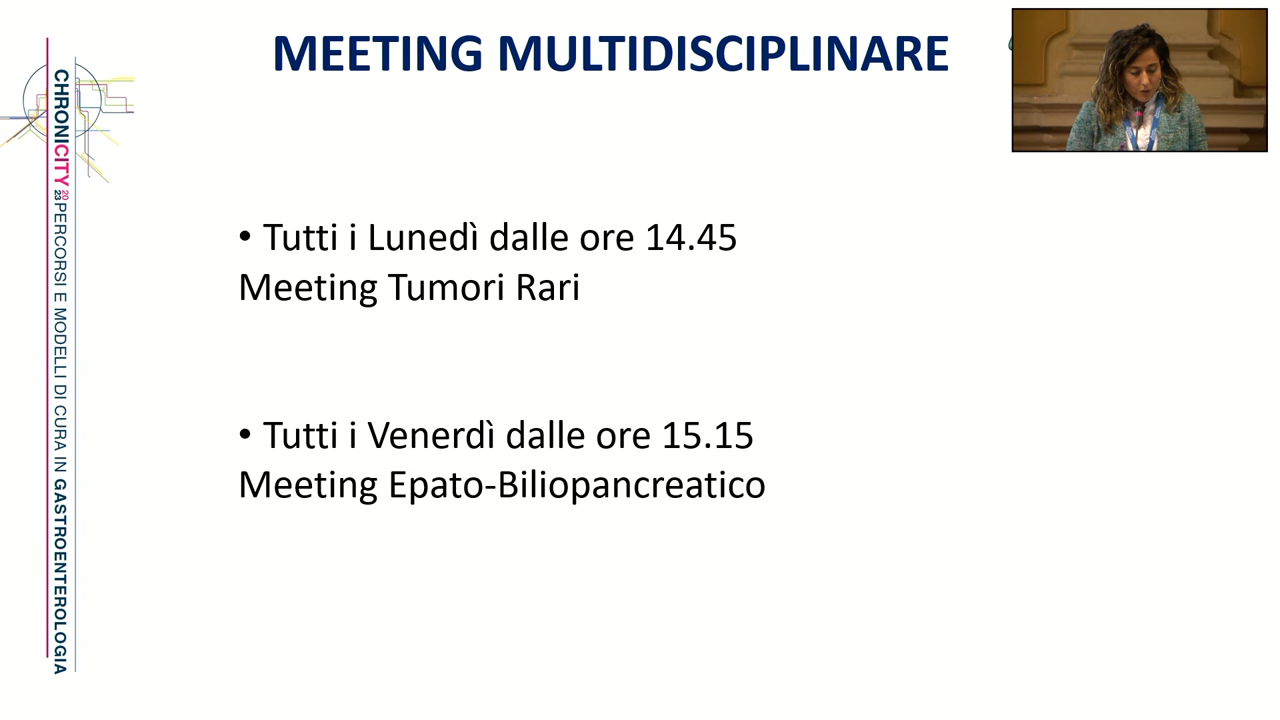 MEETING MULTIDISCIPLINARE
CHRONICITY 2023 PERCORSI E MODELLI DI CURA IN GASTROENTEROLOGIA
• Tutti i Lunedì dalle ore 14.45
Meeting Tumori Rari
• Tutti i Venerdì dalle ore 15.15
Meeting Epato-Biliopancreatico